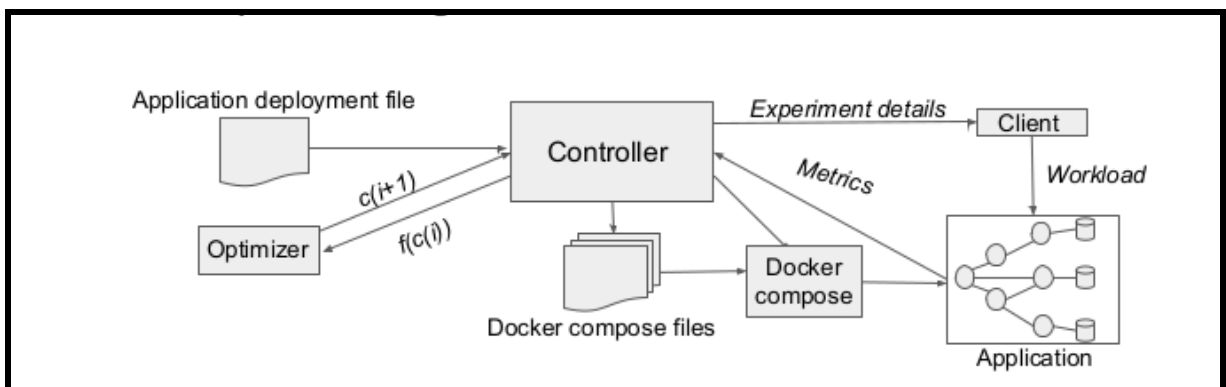 Application deployment file
Experiment details
Client
Controller
Metrics
Workload
c(i+1)
f(c(i))
Optimizer
Docker
compose
Docker compose files
Application